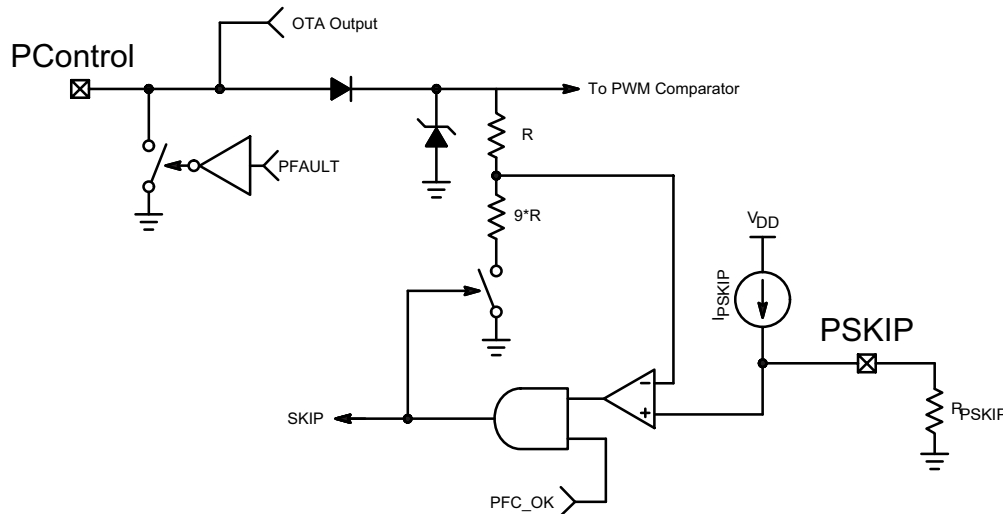 OTA Output
PControl
To PWM Comparator
R
PFAULT
9*R
VDD
IPSKIP
PSKIP
RPSKIP
SKIP
PFC_OK
−
+